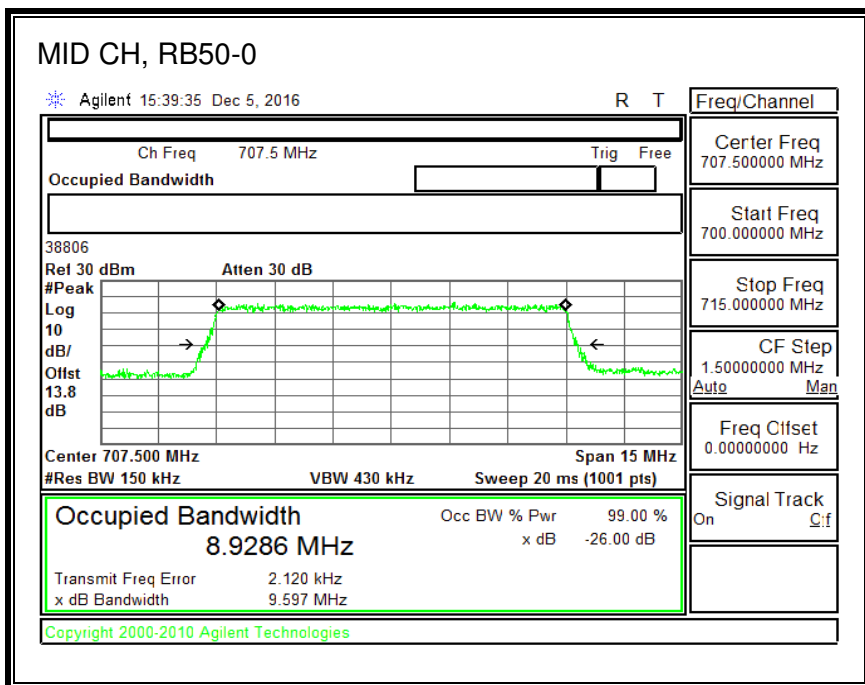 MID CH, RB50-0
Agilent 15:39:35 Dec 5, 2016 R T
Freq/Channel
Ch Freq 707.5 MHz Trig Free
Occupied Bandwidth
Center Freq
707.500000 MHz
Start Freq
700.000000 MHz
Stop Freq
715.000000 MHz
CF Step
1.50000000 MHz
Auto Man
Freq Offset
0.00000000 Hz
Signal Track
On Off
38806
Ref 30 dBm Atten 30 dB
#Peak
Log
10
dB/
Offst
13.8
dB
Center 707.500 MHz Span 15 MHz
#Res BW 150 kHz VBW 430 kHz Sweep 20 ms (1001 pts)
Occupied Bandwidth
8.9286 MHz
Occ BW % Pwr 99.00 %
x dB -26.00 dB
Transmit Freq Error 2.120 kHz
x dB Bandwidth 9.597 MHz
Copyright 2000-2010 Agilent Technologies